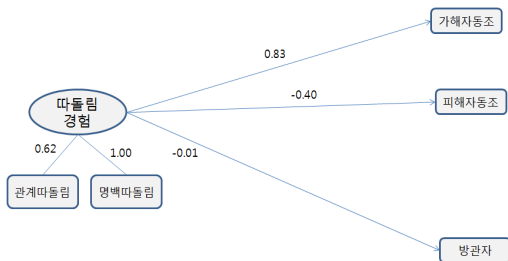 가해자동조
0.83
-0.40
피해자동조
따돌림
경험
0.62
1.00
-0.01
관계따돌림
명백따돌림
방관자